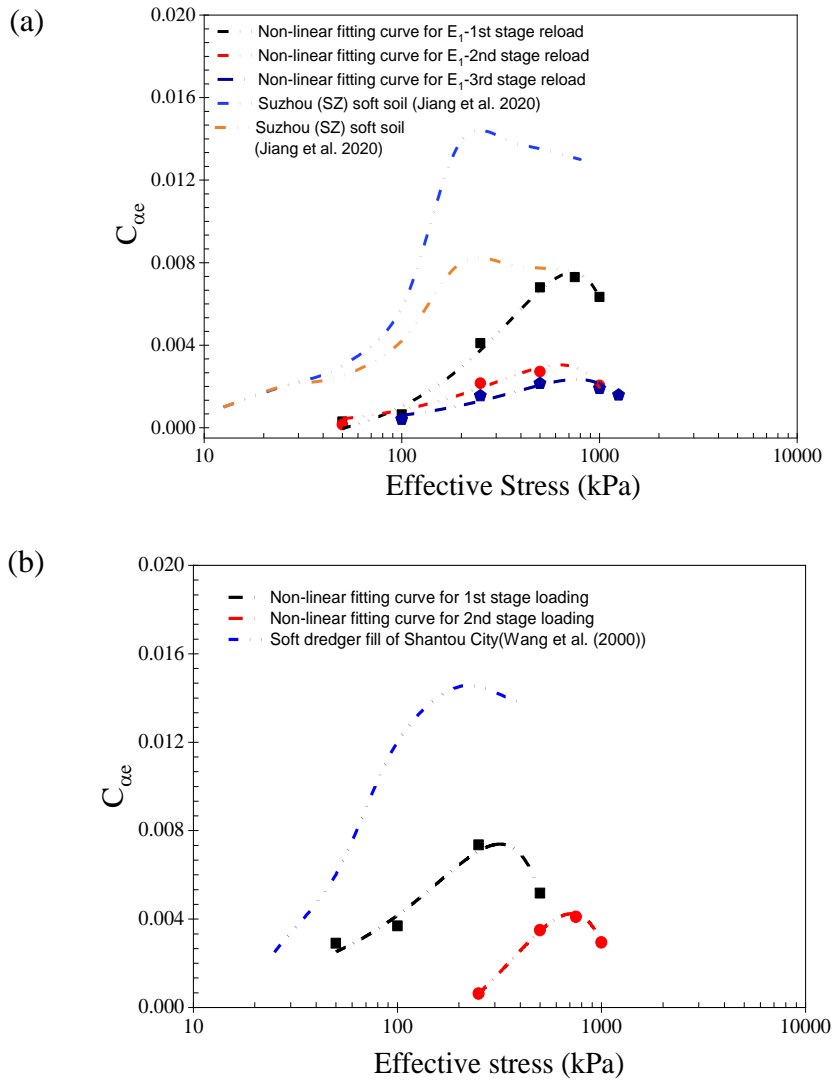 (a)
Non-linear fitting curve for E₁-1st stage reload
Non-linear fitting curve for E₁-2nd stage reload
Non-linear fitting curve for E₁-3rd stage reload
Suzhou (SZ) soft soil (Jiang et al. 2020)
Suzhou (SZ) soft soil
(Jiang et al. 2020)
0.020
0.016
0.012
0.008
0.004
0.000
Cαe
10
100
1000
10000
Effective Stress (kPa)
(b)
Non-linear fitting curve for 1st stage loading
Non-linear fitting curve for 2nd stage loading
Soft dredger fill of Shantou City(Wang et al. (2000))
0.020
0.016
0.012
0.008
0.004
0.000
Cαe
10
100
1000
10000
Effective stress (kPa)